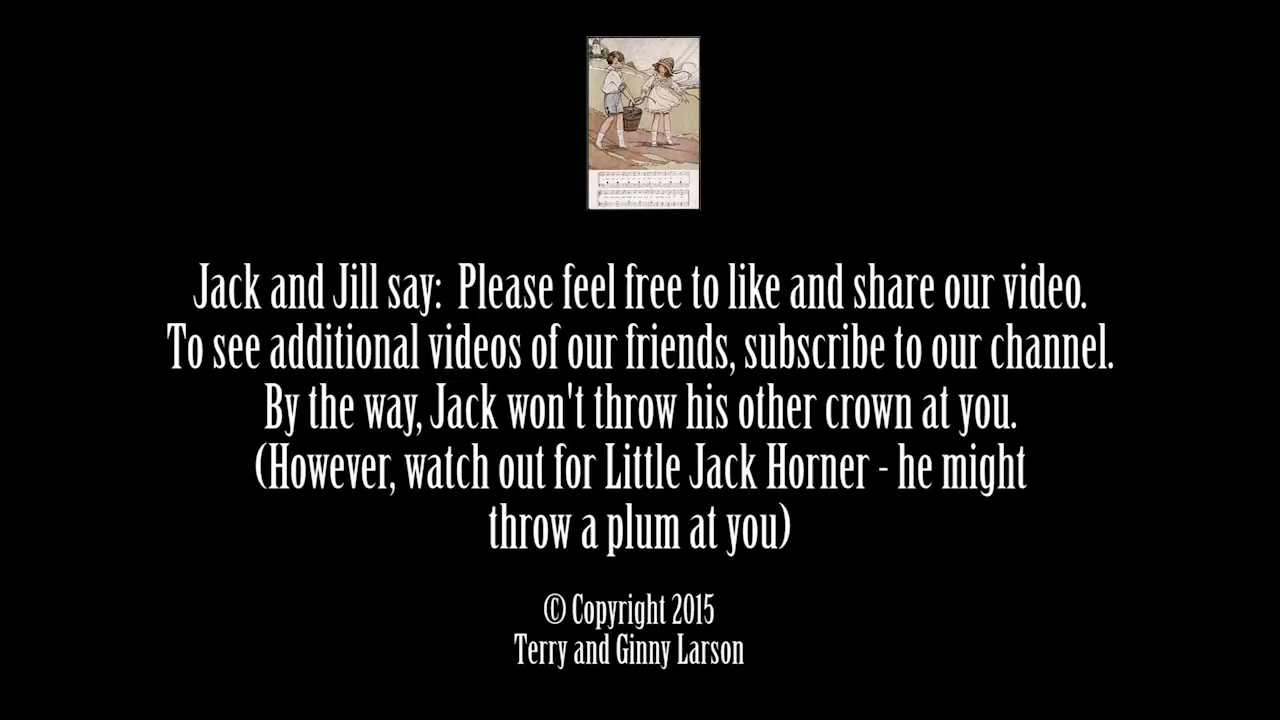 Jack and Jill say:  Please feel free to like and share our video.
To see additional videos of our friends, subscribe to our channel.
By the way, Jack won't throw his other crown at you.
(However, watch out for Little Jack Horner - he might
throw a plum at you)
© Copyright 2015
Terry and Ginny Larson